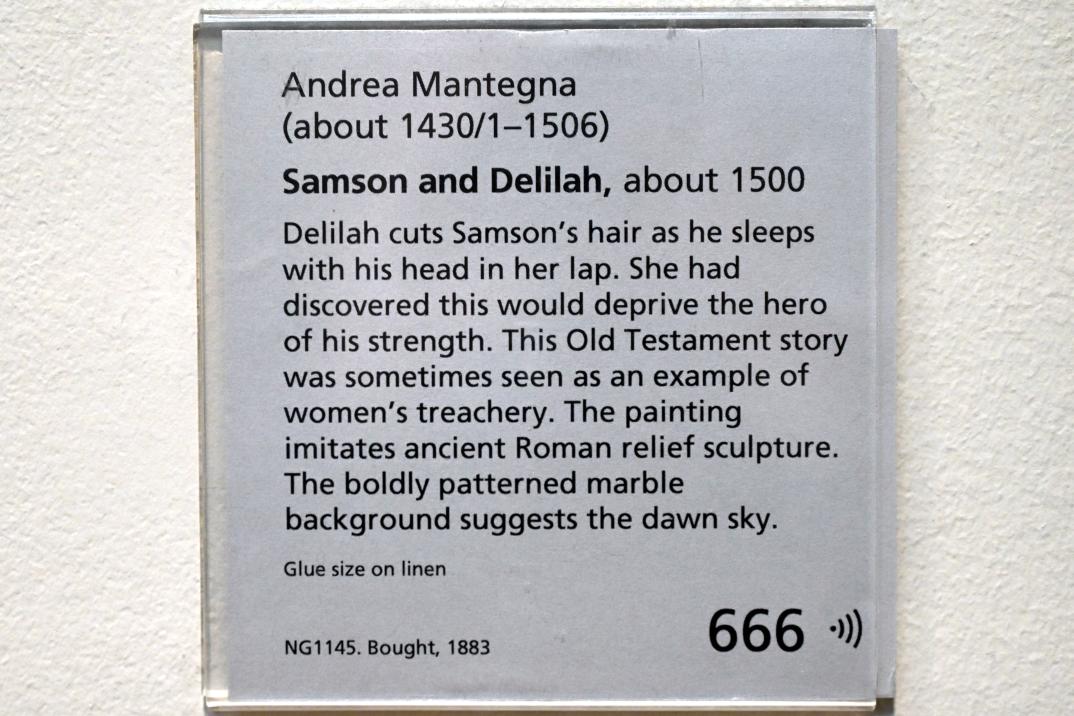 Andrea Mantegna
(about 1430/1–1506)
Samson and Delilah, about 1500
Delilah cuts Samson’s hair as he sleeps
with his head in her lap. She had
discovered this would deprive the hero
of his strength. This Old Testament story
was sometimes seen as an example of
women’s treachery. The painting
imitates ancient Roman relief sculpture.
The boldly patterned marble
background suggests the dawn sky.
Glue size on linen
NG1145. Bought, 1883
666